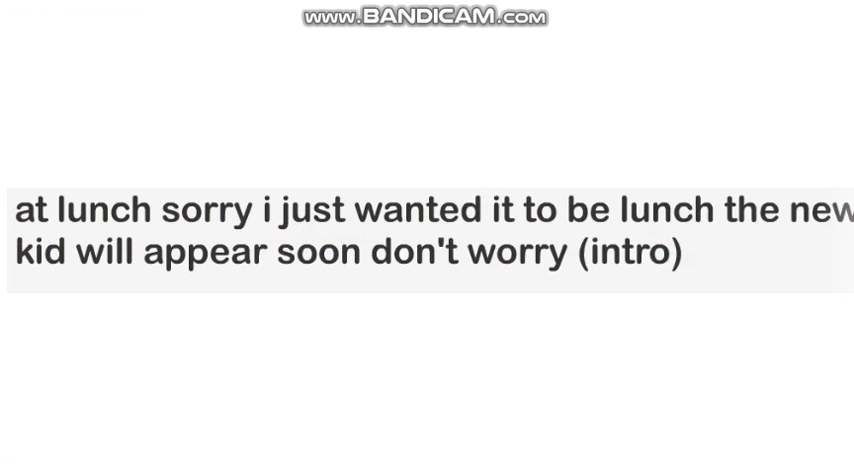 www.BANDICAM.com
at lunch sorry i just wanted it to be lunch the new
kid will appear soon don't worry (intro)